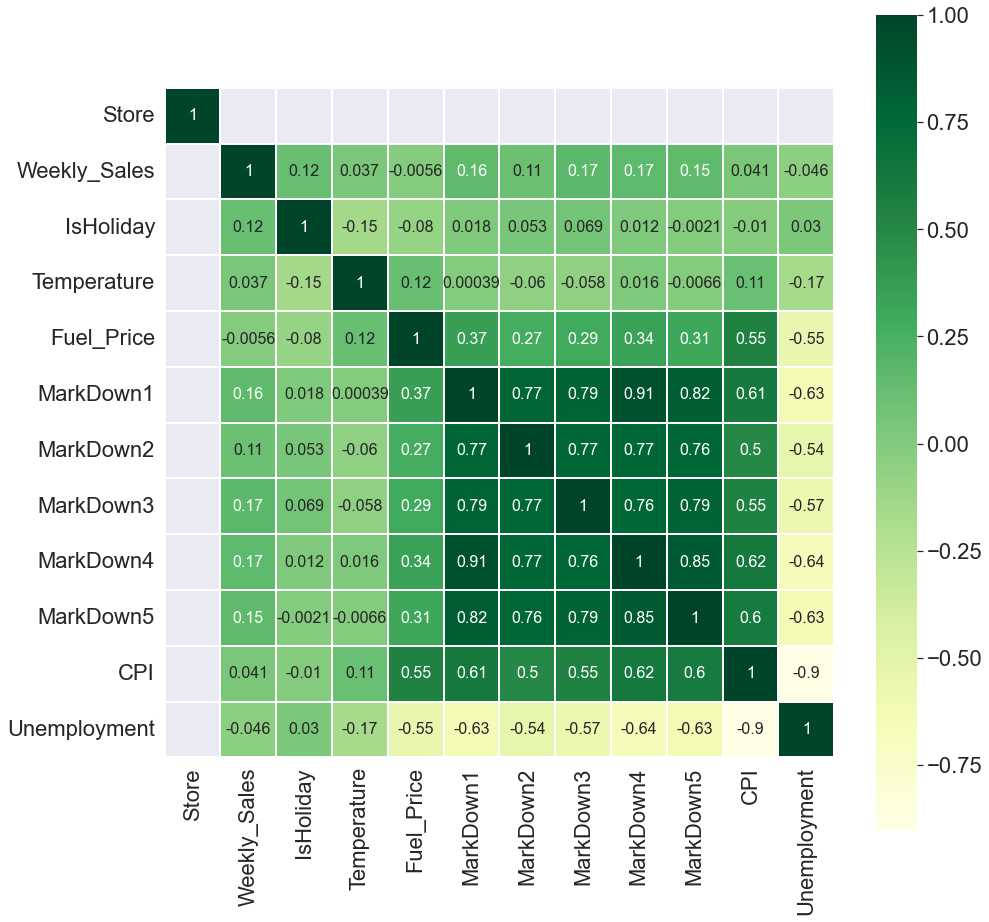 1.00
Store 1
Weekly_Sales 1 0.12 0.037 -0.0056 0.16 0.11 0.17 0.17 0.15 0.041 -0.046
0.75
IsHoliday 0.12 1 -0.15 -0.08 0.018 0.053 0.069 0.012 -0.0021 -0.01 0.03
0.50
Temperature 0.037 -0.15 1 0.12 0.00039 -0.06 -0.058 0.016 -0.0066 0.11 -0.17
Fuel_Price -0.0056 -0.08 0.12 1 0.37 0.27 0.29 0.34 0.31 0.55 -0.55
0.25
MarkDown1 0.16 0.018 0.00039 0.37 1 0.77 0.79 0.91 0.82 0.61 -0.63
MarkDown2 0.11 0.053 -0.06 0.27 0.77 1 0.77 0.77 0.76 0.5 -0.54
0.00
MarkDown3 0.17 0.069 -0.058 0.29 0.79 0.77 1 0.76 0.79 0.55 -0.57
−0.25
MarkDown4 0.17 0.012 0.016 0.34 0.91 0.77 0.76 1 0.85 0.62 -0.64
MarkDown5 0.15 -0.0021 -0.0066 0.31 0.82 0.76 0.79 0.85 1 0.6 -0.63
−0.50
CPI 0.041 -0.01 0.11 0.55 0.61 0.5 0.55 0.62 0.6 1 -0.9
Unemployment -0.046 0.03 -0.17 -0.55 -0.63 -0.54 -0.57 -0.64 -0.63 -0.9 1
−0.75
Store
Weekly_Sales
IsHoliday
Temperature
Fuel_Price
MarkDown1
MarkDown2
MarkDown3
MarkDown4
MarkDown5
CPI
Unemployment